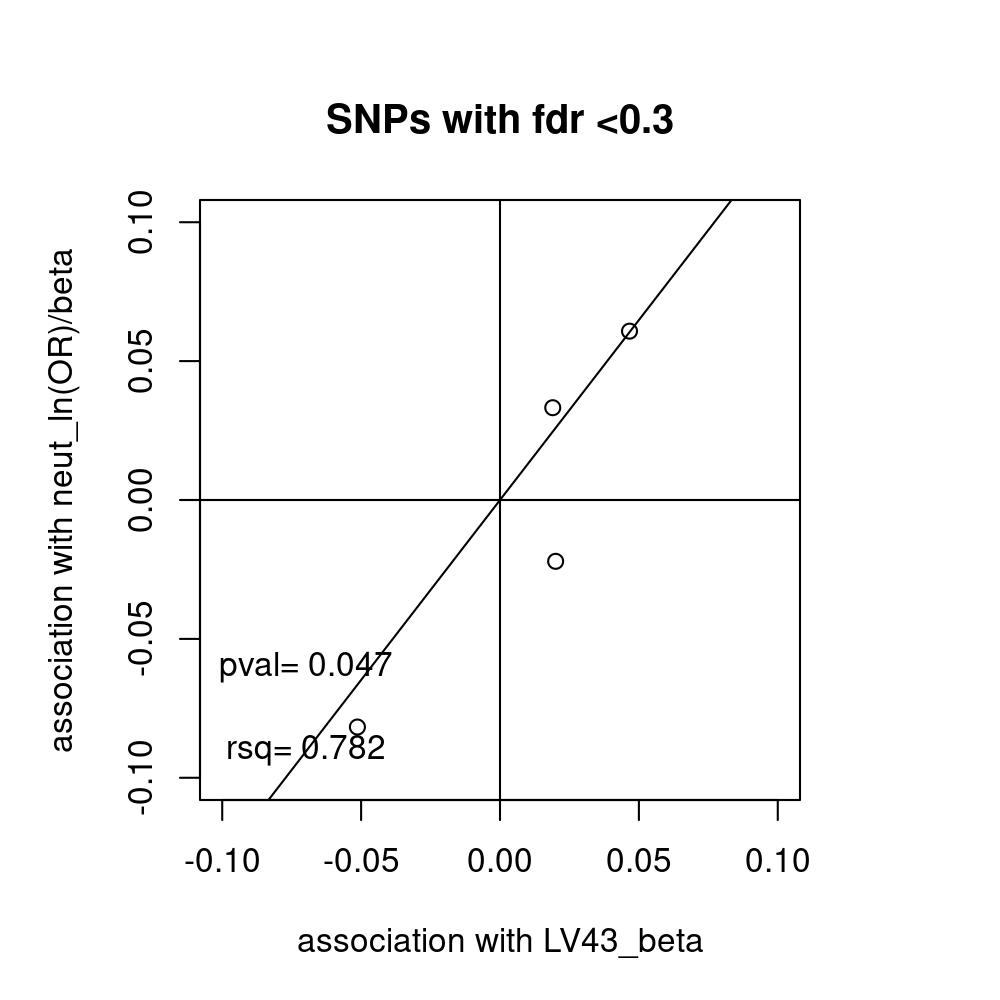 SNPs with fdr <0.3
association with neut_ln(OR)/beta
0.10
0.05
0.00
-0.05
-0.10
pval= 0.047
rsq= 0.782
-0.10 -0.05 0.00 0.05 0.10
association with LV43_beta